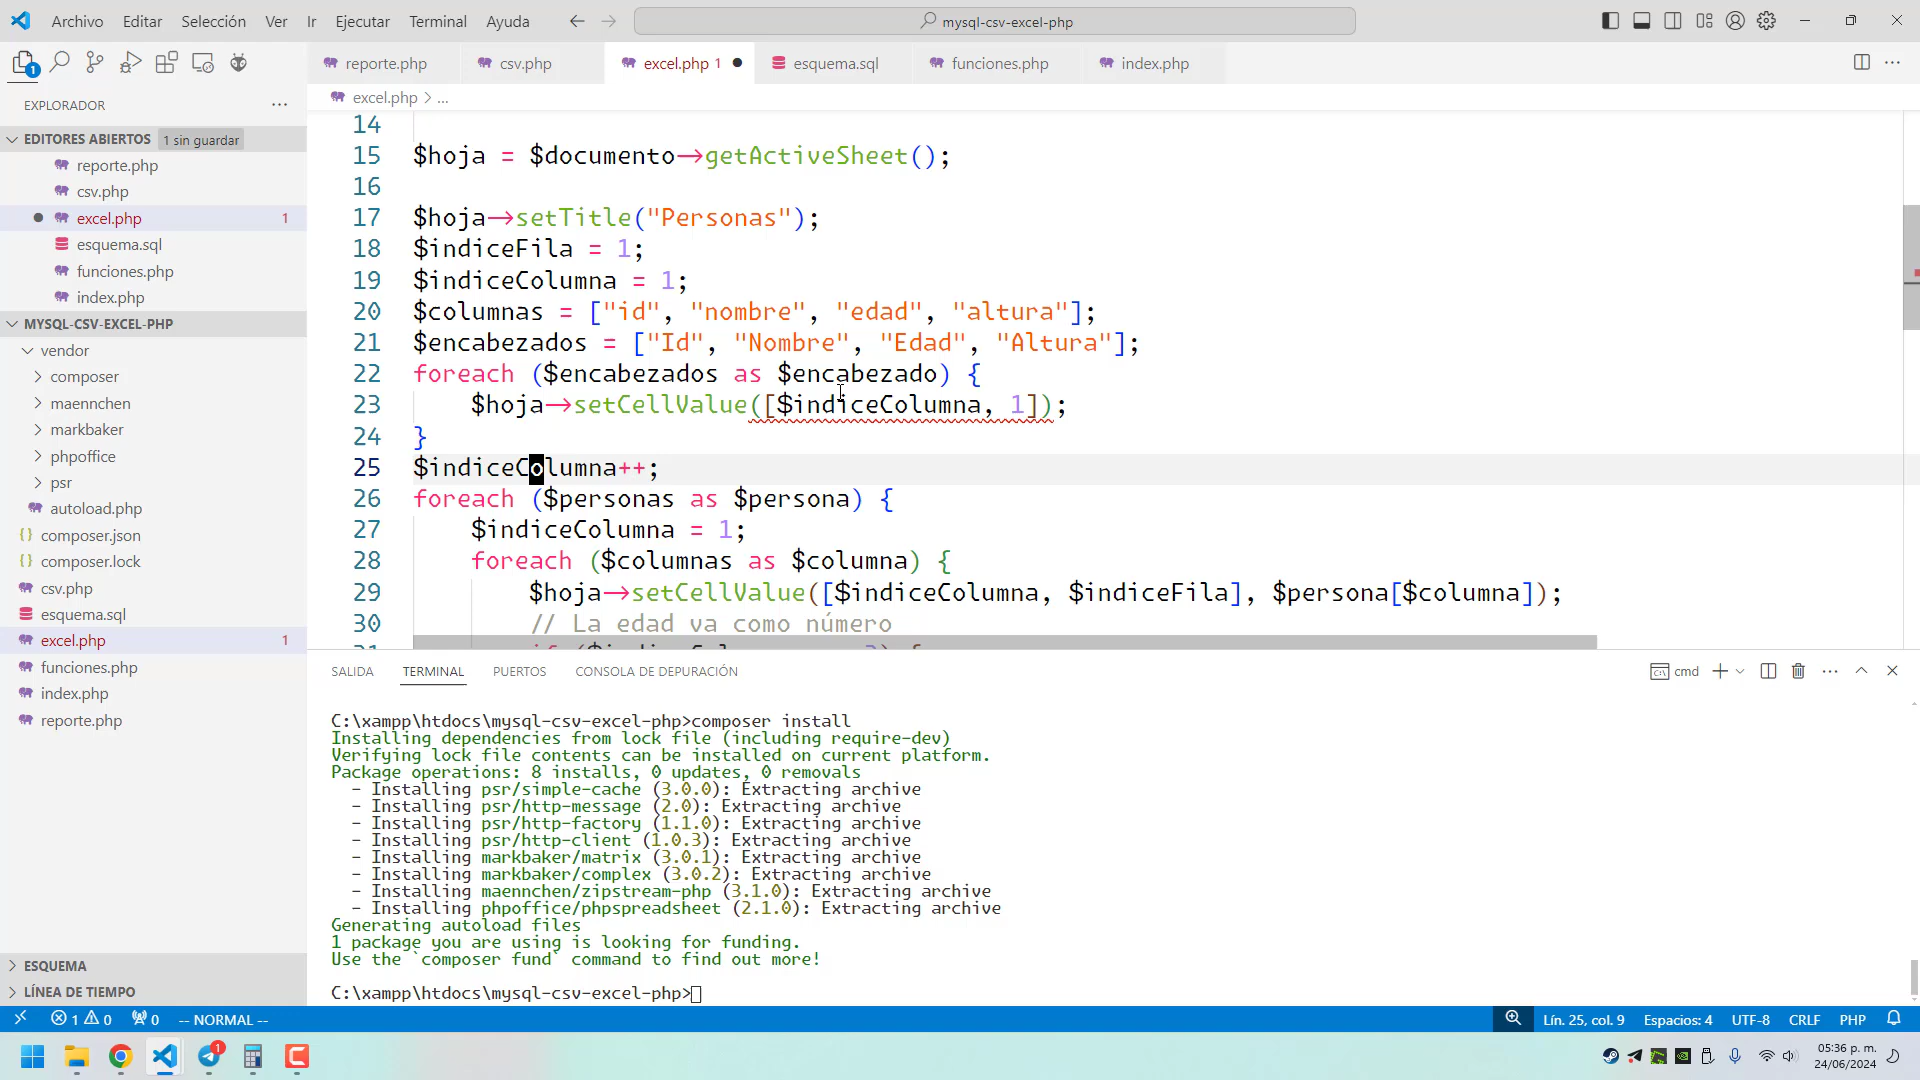 Archivo Editar Selección Ver Ir Ejecutar Terminal Ayuda
mysql-csv-excel-php
1
reporte.php csv.php excel.php 1 esquema.sql funciones.php index.php
EXPLORADOR
excel.php > ...
EDITORES ABIERTOS 1 sin guardar
reporte.php
csv.php
excel.php 1
esquema.sql
funciones.php
index.php
MYSQL-CSV-EXCEL-PHP
vendor
composer
maennchen
markbaker
phpoffice
psr
autoload.php
composer.json
composer.lock
csv.php
esquema.sql
excel.php 1
funciones.php
index.php
reporte.php
ESQUEMA
LÍNEA DE TIEMPO
14
15 $hoja = $documento→getActiveSheet();
16
17 $hoja→setTitle("Personas");
18 $indiceFila = 1;
19 $indiceColumna = 1;
20 $columnas = ["id", "nombre", "edad", "altura"];
21 $encabezados = ["Id", "Nombre", "Edad", "Altura"];
22 foreach ($encabezados as $encabezado) {
23 $hoja→setCellValue([$indiceColumna, 1]);
24 }
25 $indiceColumna++;
26 foreach ($personas as $persona) {
27 $indiceColumna = 1;
28 foreach ($columnas as $columna) {
29 $hoja→setCellValue([$indiceColumna, $indiceFila], $persona[$columna]);
30 // La edad va como número
SALIDA TERMINAL PUERTOS CONSOLA DE DEPURACIÓN
cmd
C:\xampp\htdocs\mysql-csv-excel-php>composer install
Installing dependencies from lock file (including require-dev)
Verifying lock file contents can be installed on current platform.
Package operations: 8 installs, 0 updates, 0 removals
- Installing psr/simple-cache (3.0.0): Extracting archive
- Installing psr/http-message (2.0): Extracting archive
- Installing psr/http-factory (1.1.0): Extracting archive
- Installing psr/http-client (1.0.3): Extracting archive
- Installing markbaker/matrix (3.0.1): Extracting archive
- Installing markbaker/complex (3.0.2): Extracting archive
- Installing maennchen/zipstream-php (3.1.0): Extracting archive
- Installing phpoffice/phpspreadsheet (2.1.0): Extracting archive
Generating autoload files
1 package you are using is looking for funding.
Use the `composer fund` command to find out more!
C:\xampp\htdocs\mysql-csv-excel-php>
1 0 0 -- NORMAL --
Lín. 25, col. 9 Espacios: 4 UTF-8 CRLF PHP
1
05:36 p. m.
24/06/2024